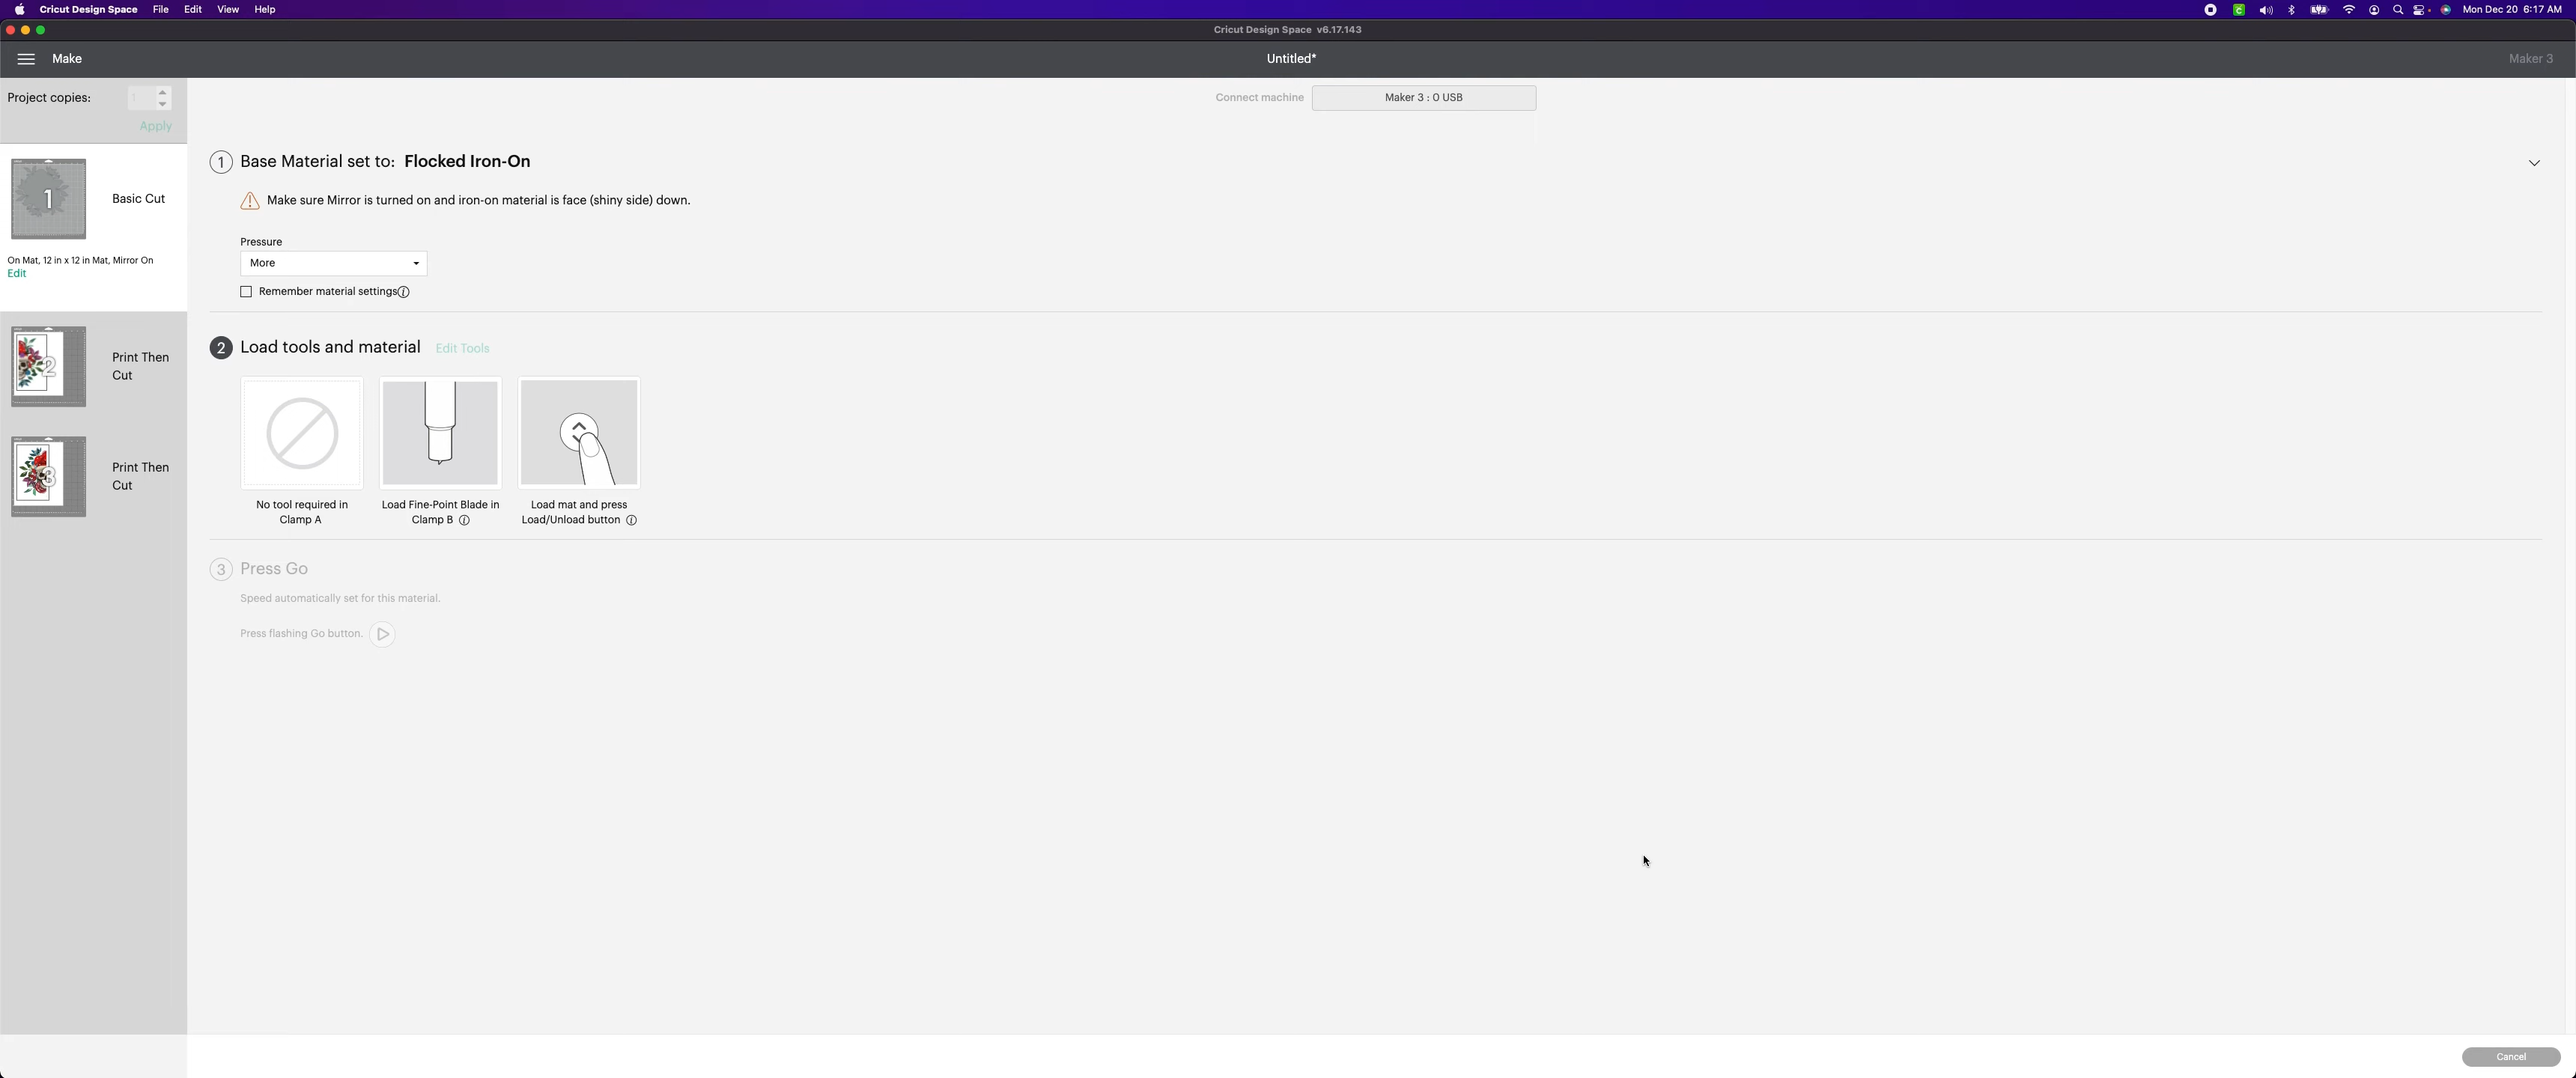 Cricut Design Space File Edit View Help Mon Dec 20 6:17 AM
Cricut Design Space v6.17.143
Make Untitled* Maker 3
Project copies: 1
Apply
Connect machine Maker 3 : 0 USB
1 Basic Cut
On Mat, 12 in x 12 in Mat, Mirror On
Edit
2 Print Then
Cut
3 Print Then
Cut
1 Base Material set to: Flocked Iron-On
Make sure Mirror is turned on and iron-on material is face (shiny side) down.
Pressure
More
Remember material settings
2 Load tools and material Edit Tools
No tool required in
Clamp A
Load Fine-Point Blade in
Clamp B
Load mat and press
Load/Unload button
3 Press Go
Speed automatically set for this material.
Press flashing Go button.
Cancel